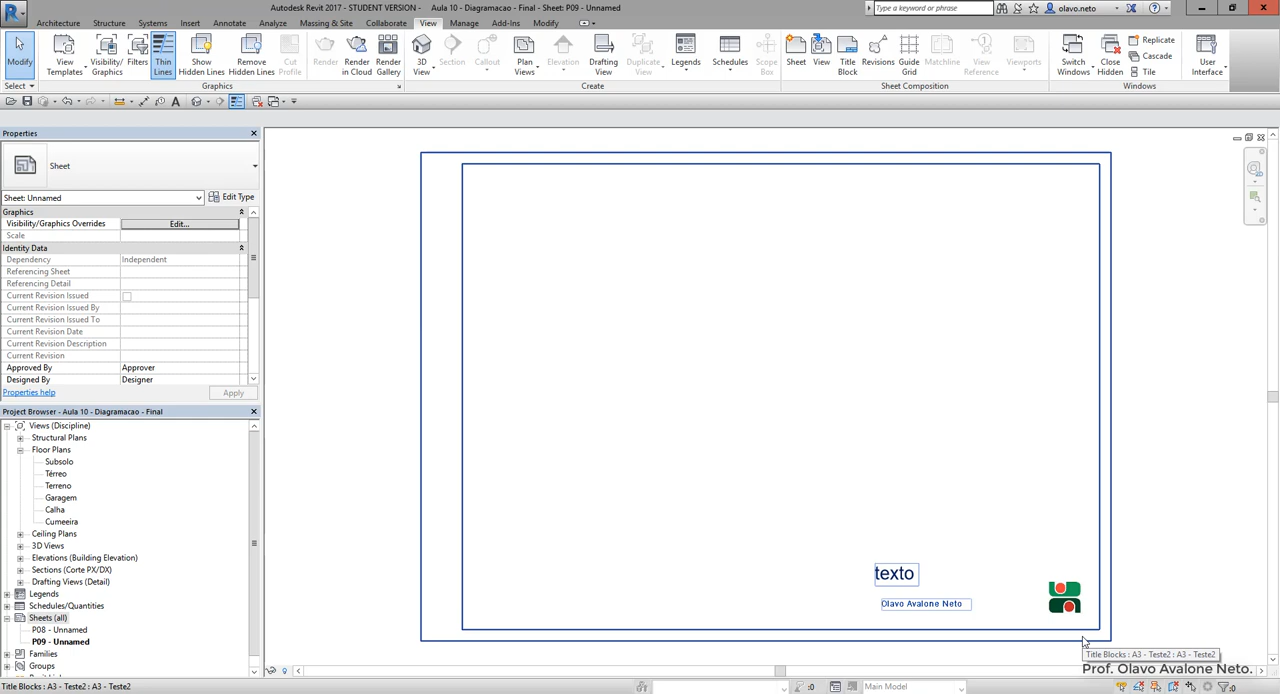 Autodesk Revit 2017 - STUDENT VERSION - Aula 10 - Diagramacao - Final - Sheet: P09 - Unnamed
Type a keyword or phrase
olavo.neto
Architecture Structure Systems Insert Annotate Analyze Massing & Site Collaborate View Manage Add-Ins Modify
Modify
View Templates
Visibility/ Graphics
Filters
Thin Lines
Show Hidden Lines
Remove Hidden Lines
Cut Profile
Render
Render in Cloud
Render Gallery
3D View
Section
Callout
Plan Views
Elevation
Drafting View
Duplicate View
Legends
Schedules
Scope Box
Sheet
View
Title Block
Revisions
Guide Grid
Matchline
View Reference
Viewports
Switch Windows
Close Hidden
Replicate
Cascade
Tile
User Interface
Select Graphics Create Sheet Composition Windows
Properties
Sheet
Sheet: Unnamed Edit Type
Graphics
Visibility/Graphics Overrides Edit...
Scale
Identity Data
Dependency Independent
Referencing Sheet
Referencing Detail
Current Revision Issued
Current Revision Issued By
Current Revision Issued To
Current Revision Date
Current Revision Description
Current Revision
Approved By Approver
Designed By Designer
Properties help Apply
Project Browser - Aula 10 - Diagramacao - Final
Views (Discipline)
Structural Plans
Floor Plans
Subsolo
Térreo
Terreno
Garagem
Calha
Cumeeira
Ceiling Plans
3D Views
Elevations (Building Elevation)
Sections (Corte PX/DX)
Drafting Views (Detail)
Legends
Schedules/Quantities
Sheets (all)
P08 - Unnamed
P09 - Unnamed
Families
Groups
texto
Olavo Avalone Neto
Title Blocks : A3 - Teste2 : A3 - Teste2
Prof. Olavo Avalone Neto.
Title Blocks : A3 - Teste2 : A3 - Teste2
:0
Main Model
:0